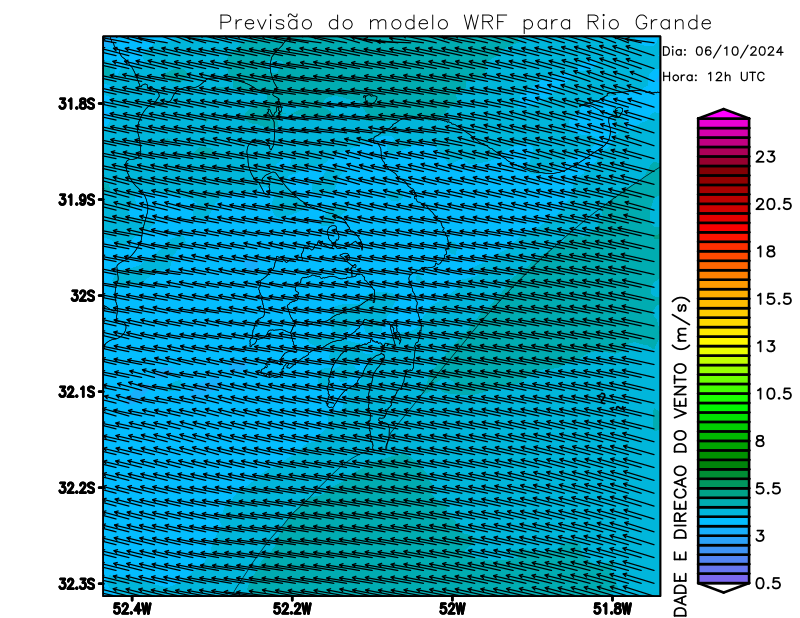 Previsão do modelo WRF para Rio Grande
Dia: 06/10/2024
Hora: 12h UTC
31.8S
31.9S
32S
32.1S
32.2S
32.3S
52.4W
52.2W
52W
51.8W
23
20.5
18
15.5
13
10.5
8
5.5
3
0.5
DADE E DIRECAO DO VENTO (m/s)